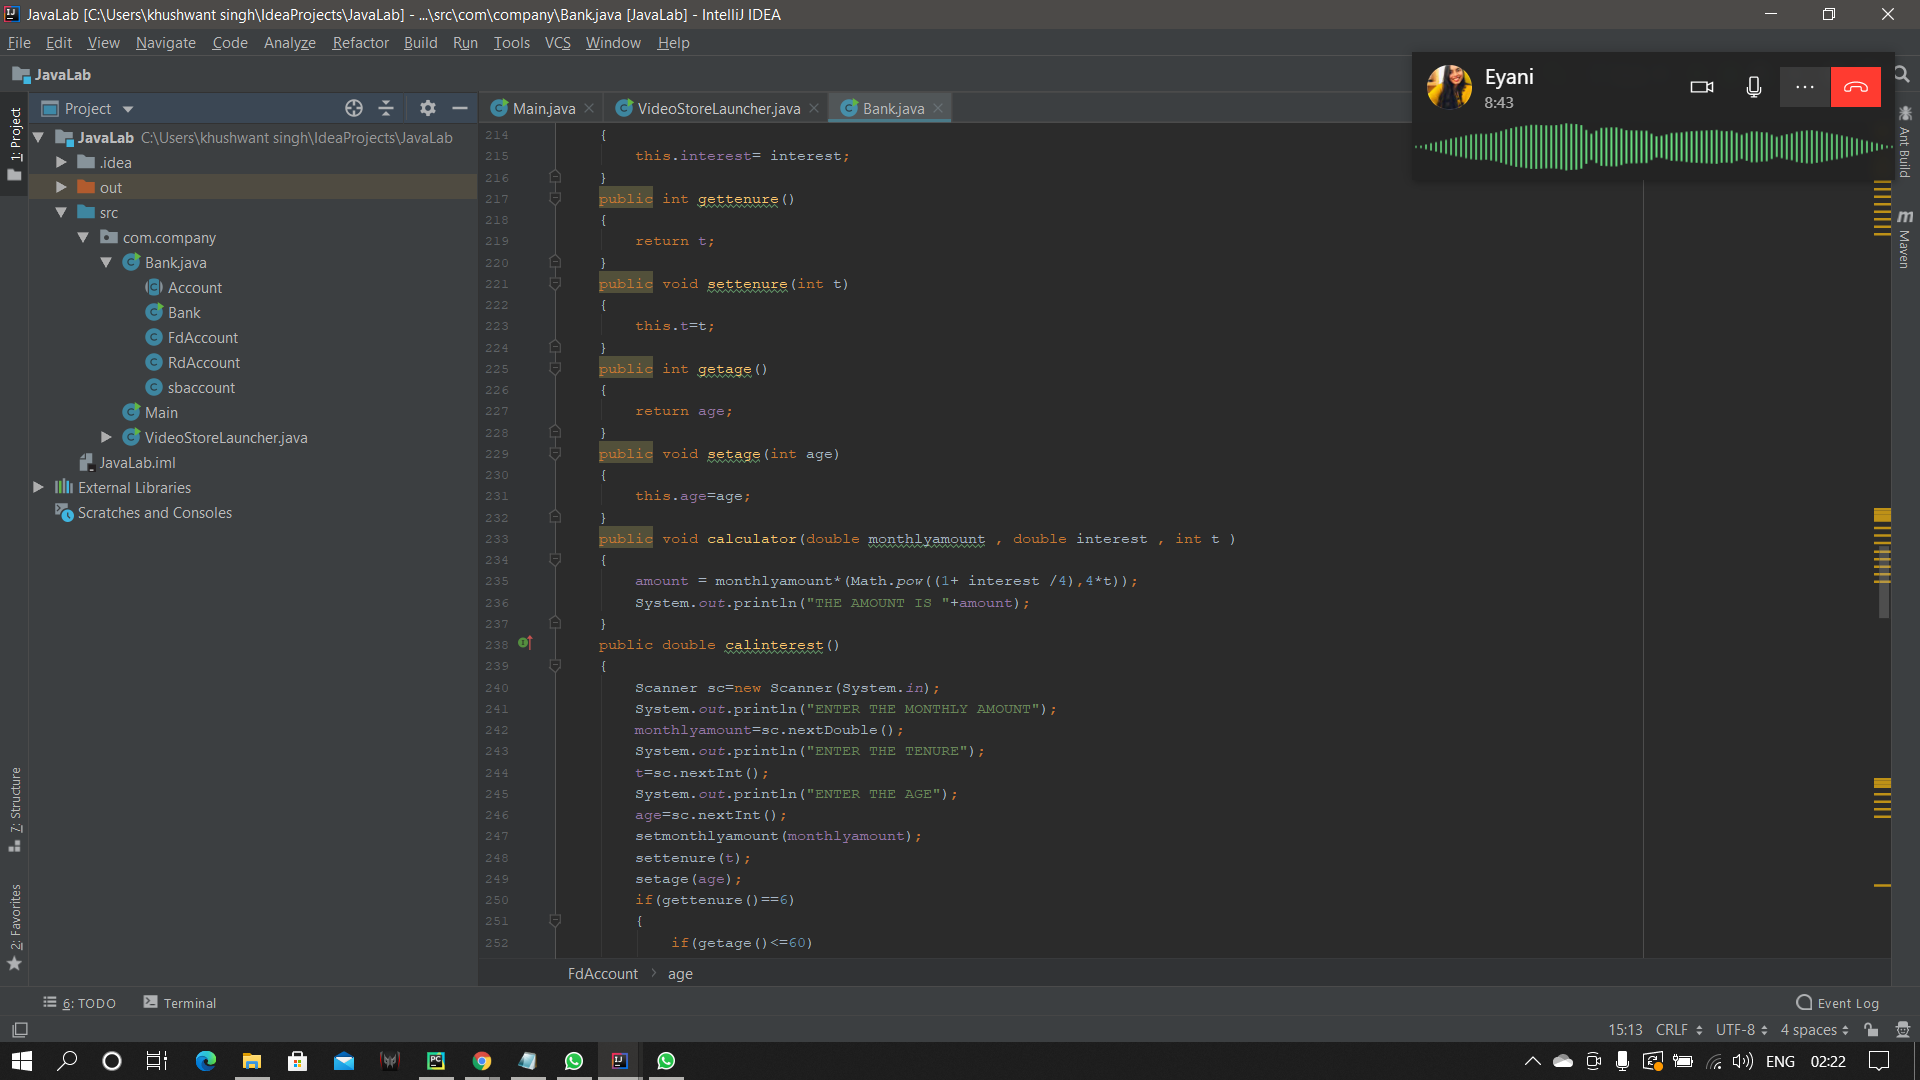 JavaLab [C:\Users\khushwant singh\IdeaProjects\JavaLab] - ...\src\com\company\Bank.java [JavaLab] - IntelliJ IDEA
File Edit View Navigate Code Analyze Refactor Build Run Tools VCS Window Help
JavaLab
Eyani
8:43
Project
Main.java
VideoStoreLauncher.java
Bank.java
1: Project
JavaLab C:\Users\khushwant singh\IdeaProjects\JavaLab
.idea
out
src
com.company
Bank.java
Account
Bank
FdAccount
RdAccount
sbaccount
Main
VideoStoreLauncher.java
JavaLab.iml
External Libraries
Scratches and Consoles
7: Structure
2: Favorites
Ant Build
m Maven
214 {
215 this.interest= interest;
216 }
217 public int gettenure()
218 {
219 return t;
220 }
221 public void settenure(int t)
222 {
223 this.t=t;
224 }
225 public int getage()
226 {
227 return age;
228 }
229 public void setage(int age)
230 {
231 this.age=age;
232 }
233 public void calculator(double monthlyamount , double interest , int t )
234 {
235 amount = monthlyamount*(Math.pow((1+ interest /4),4*t));
236 System.out.println("THE AMOUNT IS "+amount);
237 }
238 public double calinterest()
239 {
240 Scanner sc=new Scanner(System.in);
241 System.out.println("ENTER THE MONTHLY AMOUNT");
242 monthlyamount=sc.nextDouble();
243 System.out.println("ENTER THE TENURE");
244 t=sc.nextInt();
245 System.out.println("ENTER THE AGE");
246 age=sc.nextInt();
247 setmonthlyamount(monthlyamount);
248 settenure(t);
249 setage(age);
250 if(gettenure()==6)
251 {
252 if(getage()<=60)
FdAccount > age
6: TODO Terminal Event Log
15:13 CRLF UTF-8 4 spaces
ENG 02:22